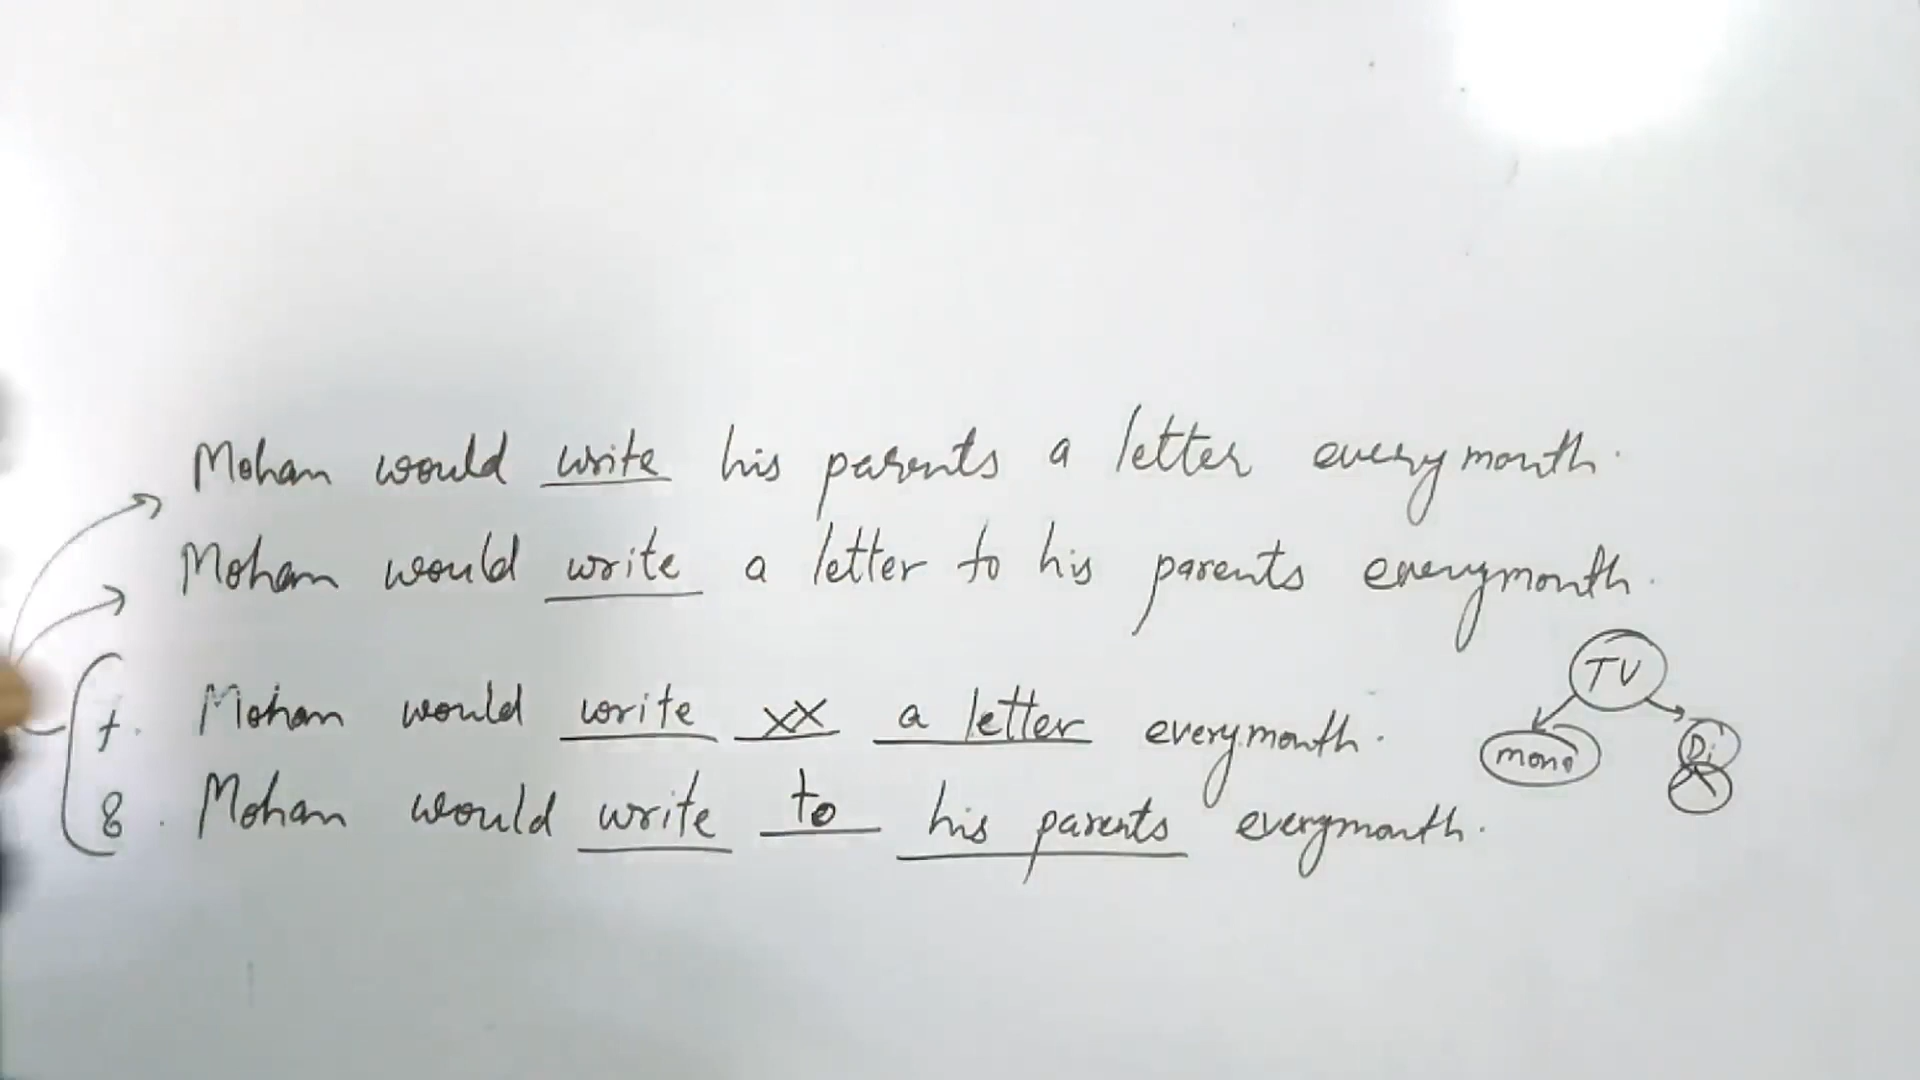 Mohan would write his parents a letter everymonth.
Mohan would write a letter to his parents everymonth.
7. Mohan would write xx a letter everymonth.
8. Mohan would write to his parents everymonth.
TV
mono
Di